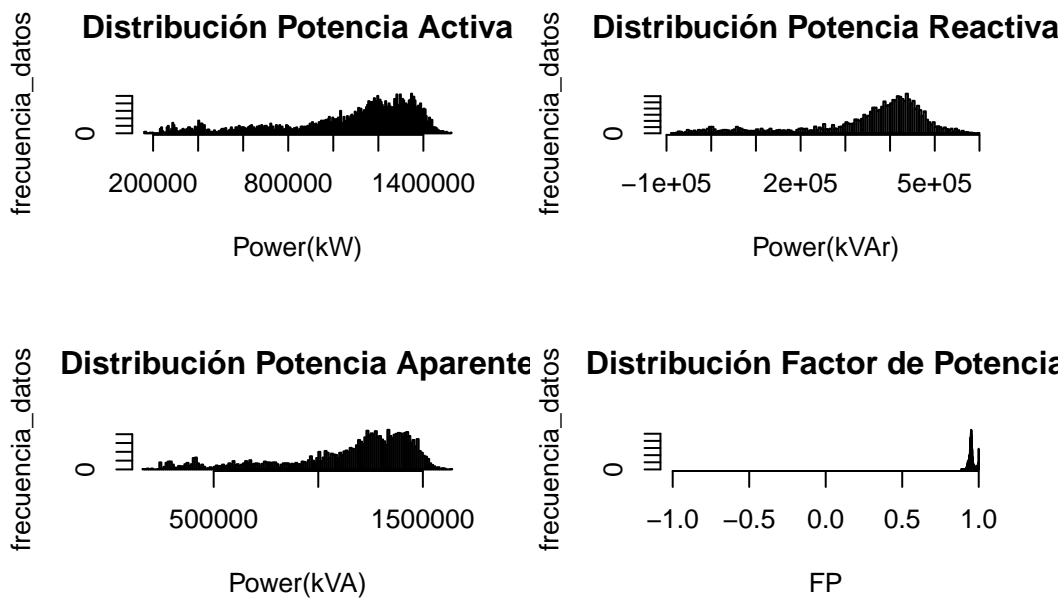 Distribución Potencia Activa
frecuencia_datos
0
200000 800000 1400000
Power(kW)
Distribución Potencia Reactiva
frecuencia_datos
0
−1e+05 2e+05 5e+05
Power(kVAr)
Distribución Potencia Aparente
frecuencia_datos
0
500000 1500000
Power(kVA)
Distribución Factor de Potencia
frecuencia_datos
0
−1.0 −0.5 0.0 0.5 1.0
FP